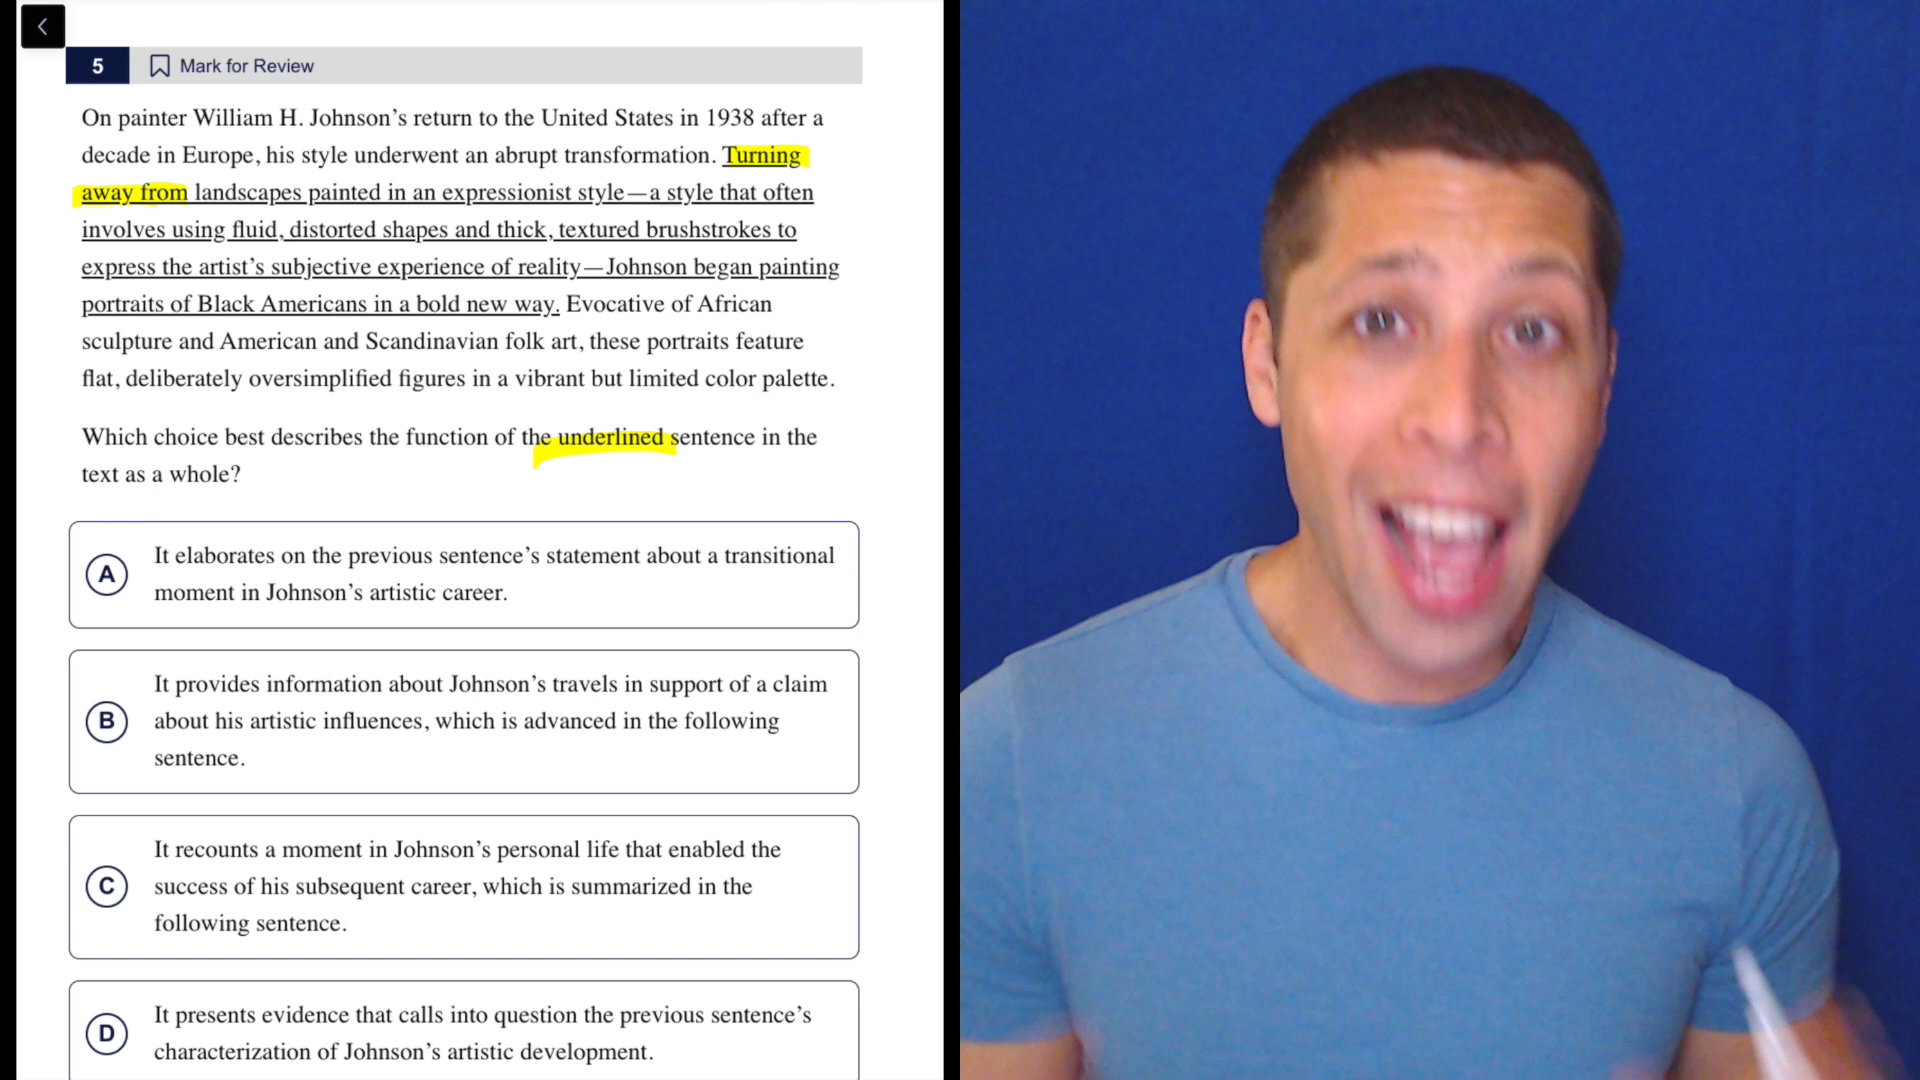 5 Mark for Review
On painter William H. Johnson’s return to the United States in 1938 after a
decade in Europe, his style underwent an abrupt transformation. Turning
away from landscapes painted in an expressionist style—a style that often
involves using fluid, distorted shapes and thick, textured brushstrokes to
express the artist’s subjective experience of reality—Johnson began painting
portraits of Black Americans in a bold new way. Evocative of African
sculpture and American and Scandinavian folk art, these portraits feature
flat, deliberately oversimplified figures in a vibrant but limited color palette.
Which choice best describes the function of the underlined sentence in the
text as a whole?
A It elaborates on the previous sentence’s statement about a transitional
moment in Johnson’s artistic career.
B It provides information about Johnson’s travels in support of a claim
about his artistic influences, which is advanced in the following
sentence.
C It recounts a moment in Johnson’s personal life that enabled the
success of his subsequent career, which is summarized in the
following sentence.
D It presents evidence that calls into question the previous sentence’s
characterization of Johnson’s artistic development.